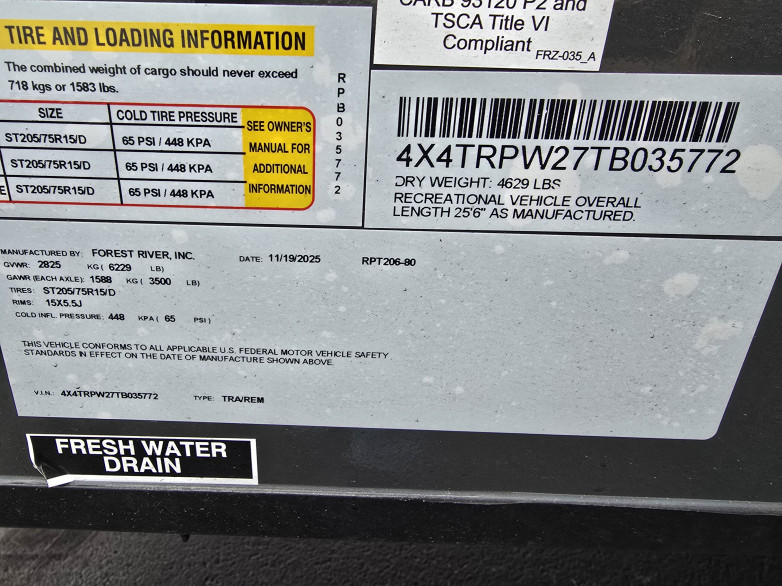 CARB 93120 P2 and
TSCA Title VI
Compliant
FRZ-035_A
TIRE AND LOADING INFORMATION
The combined weight of cargo should never exceed
718 kgs or 1583 lbs.
SIZE COLD TIRE PRESSURE
ST205/75R15/D 65 PSI / 448 KPA
ST205/75R15/D 65 PSI / 448 KPA
E ST205/75R15/D 65 PSI / 448 KPA
SEE OWNER'S
MANUAL FOR
ADDITIONAL
INFORMATION
RPB035772
4X4TRPW27TB035772
DRY WEIGHT: 4629 LBS
RECREATIONAL VEHICLE OVERALL
LENGTH 25'6" AS MANUFACTURED.
MANUFACTURED BY: FOREST RIVER, INC. DATE: 11/19/2025 RPT206-80
GVWR: 2825 KG ( 6229 LB)
GAWR (EACH AXLE): 1588 KG ( 3500 LB)
TIRES: ST205/75R15/D
RIMS: 15X5.5J
COLD INFL. PRESSURE: 448 KPA ( 65 PSI )
THIS VEHICLE CONFORMS TO ALL APPLICABLE U.S. FEDERAL MOTOR VEHICLE SAFETY
STANDARDS IN EFFECT ON THE DATE OF MANUFACTURE SHOWN ABOVE.
V.I.N.: 4X4TRPW27TB035772 TYPE: TRA/REM
FRESH WATER
DRAIN